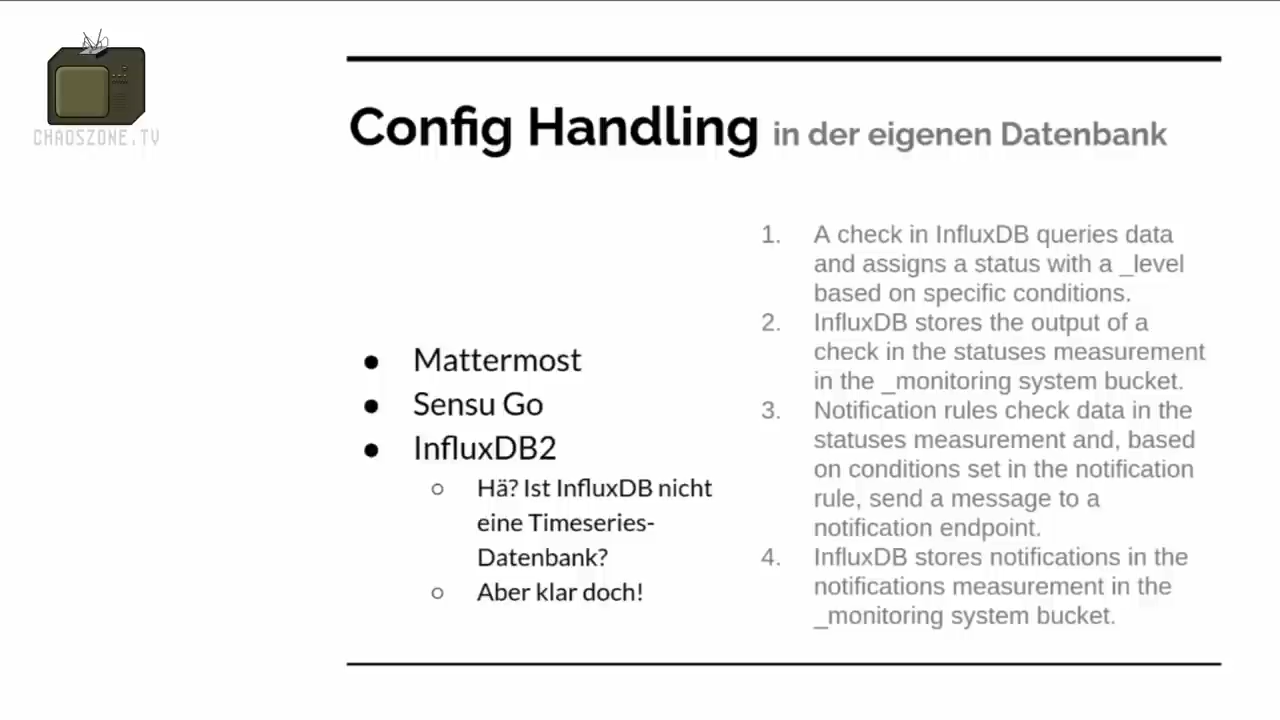 CHAOSZONE.TV
Config Handling in der eigenen Datenbank
● Mattermost
● Sensu Go
● InfluxDB2
○ Hä? Ist InfluxDB nicht
eine Timeseries-
Datenbank?
○ Aber klar doch!
1. A check in InfluxDB queries data
and assigns a status with a _level
based on specific conditions.
2. InfluxDB stores the output of a
check in the statuses measurement
in the _monitoring system bucket.
3. Notification rules check data in the
statuses measurement and, based
on conditions set in the notification
rule, send a message to a
notification endpoint.
4. InfluxDB stores notifications in the
notifications measurement in the
_monitoring system bucket.